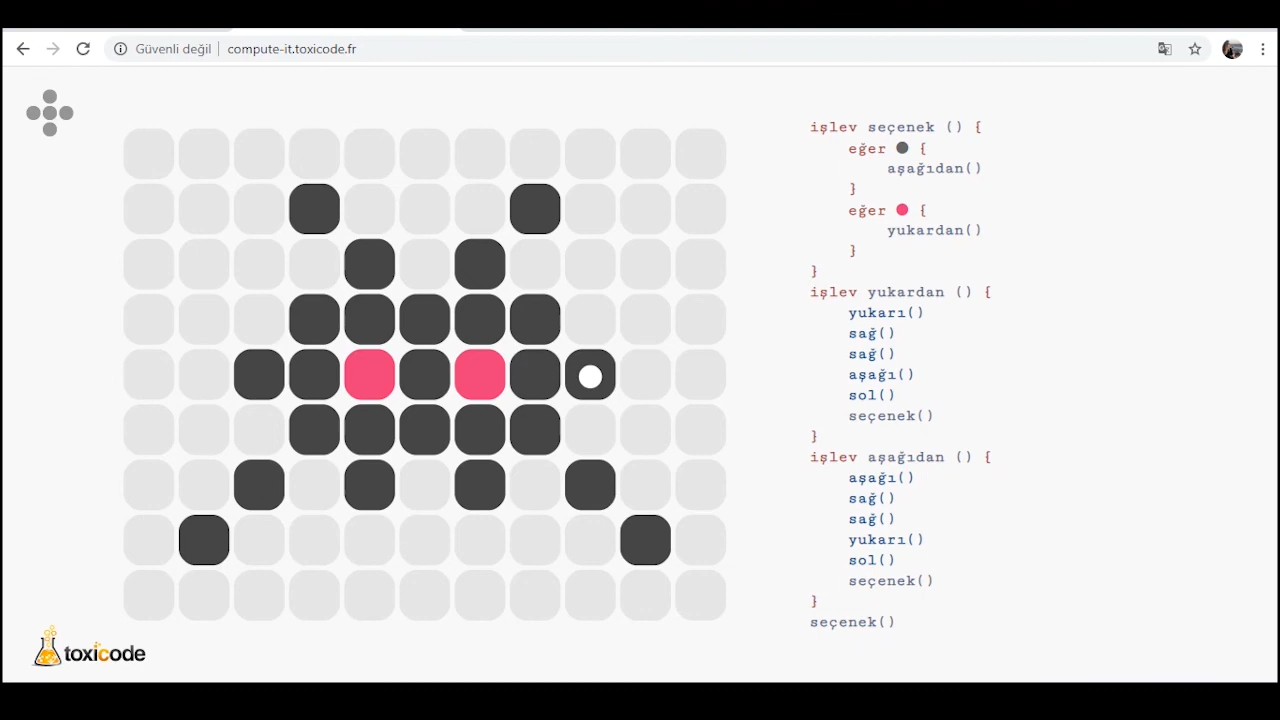 Güvenli değil
compute-it.toxicode.fr
işlev seçenek () {
eğer {
aşağıdan()
}
eğer {
yukardan()
}
}
işlev yukardan () {
yukarı()
sağ()
sağ()
aşağı()
sol()
seçenek()
}
işlev aşağıdan () {
aşağı()
sağ()
sağ()
yukarı()
sol()
seçenek()
}
seçenek()
toxicode